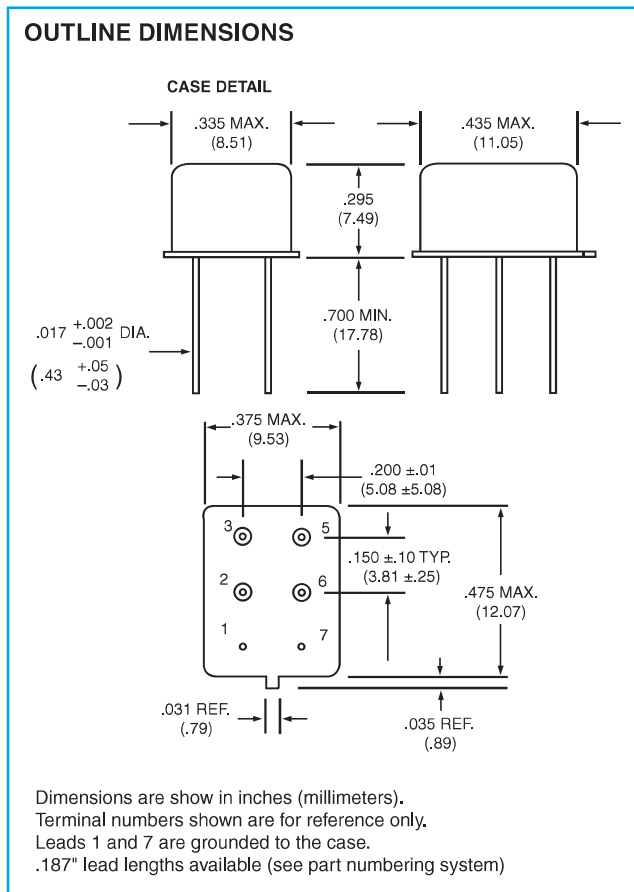 OUTLINE DIMENSIONS
CASE DETAIL
.335 MAX.
(8.51)
.435 MAX.
(11.05)
.295
(7.49)
.700 MIN.
(17.78)
.017 +.002 DIA.
–.001
(.43 +.05 )
–.03
.375 MAX.
(9.53)
.200 ±.01
(5.08 ±5.08)
3
5
.150 ±.10 TYP.
(3.81 ±.25)
2
6
.475 MAX.
(12.07)
1
7
.031 REF.
(.79)
.035 REF.
(.89)
Dimensions are show in inches (millimeters).
Terminal numbers shown are for reference only.
Leads 1 and 7 are grounded to the case.
.187" lead lengths available (see part numbering system)